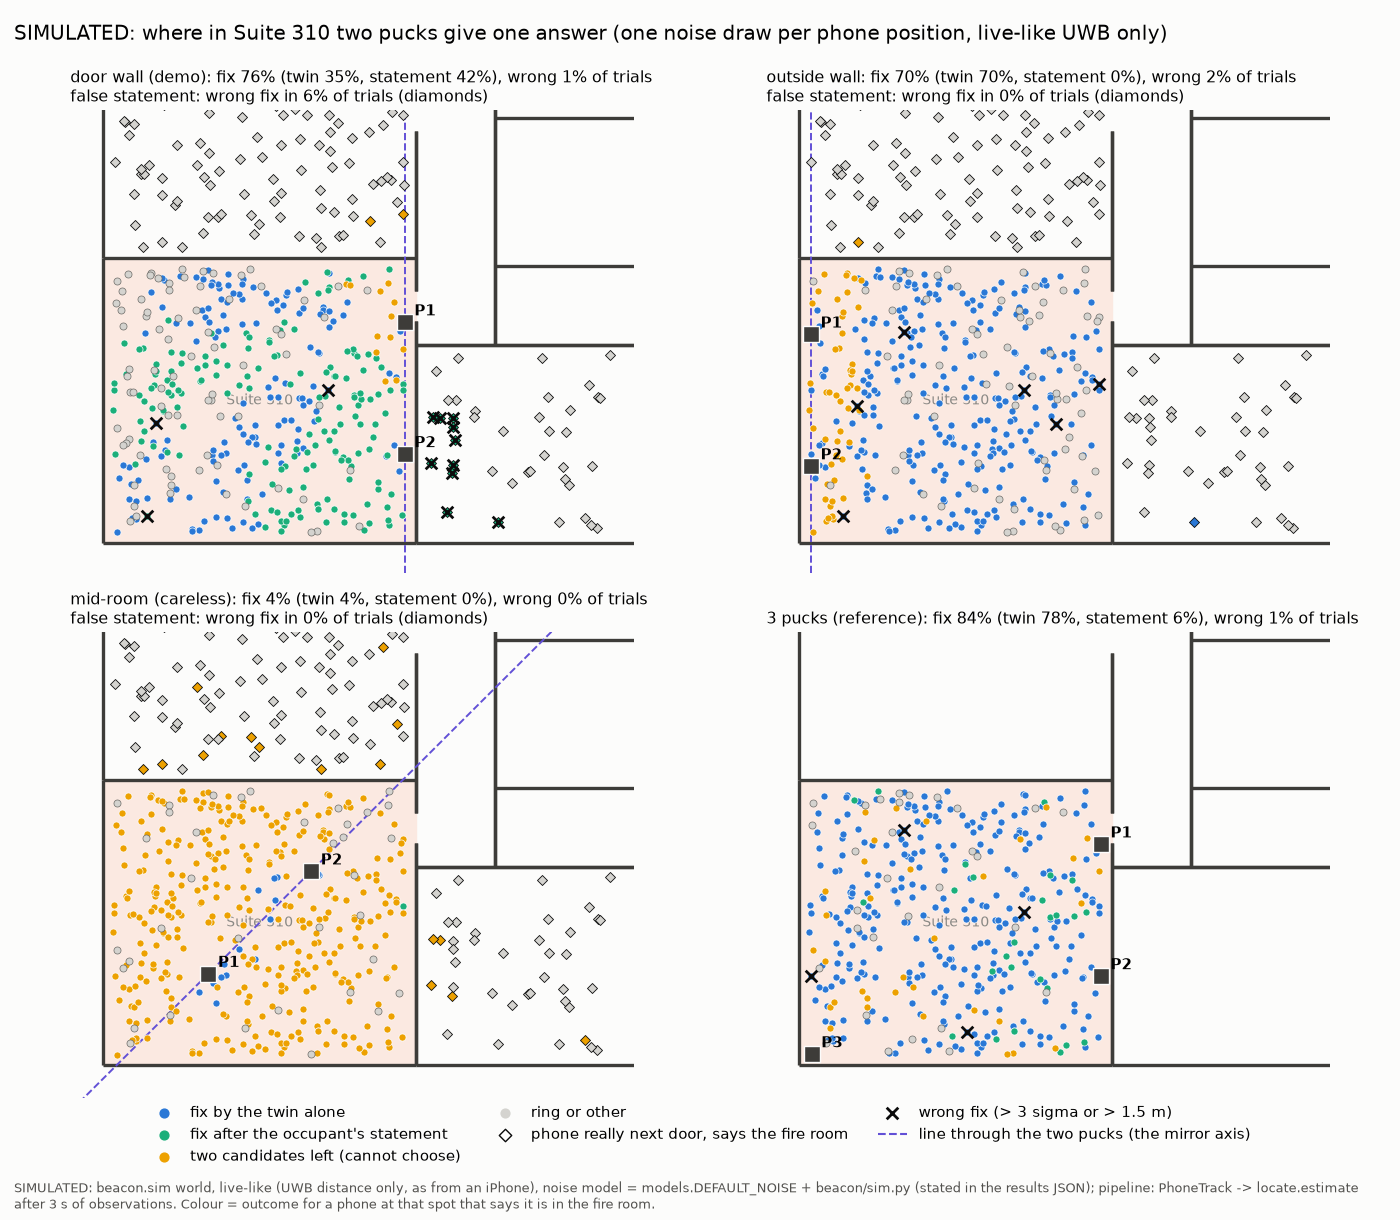 SIMULATED: where in Suite 310 two pucks give one answer (one noise draw per phone position, live-like UWB only)
door wall (demo): fix 76% (twin 35%, statement 42%), wrong 1% of trials
false statement: wrong fix in 6% of trials (diamonds)
outside wall: fix 70% (twin 70%, statement 0%), wrong 2% of trials
false statement: wrong fix in 0% of trials (diamonds)
P1
Suite 310
P2
P1
Suite 310
P2
mid-room (careless): fix 4% (twin 4%, statement 0%), wrong 0% of trials
false statement: wrong fix in 0% of trials (diamonds)
3 pucks (reference): fix 84% (twin 78%, statement 6%), wrong 1% of trials
P2
Suite 310
P1
P1
Suite 310
P2
P3
fix by the twin alone
fix after the occupant's statement
two candidates left (cannot choose)
ring or other
phone really next door, says the fire room
wrong fix (> 3 sigma or > 1.5 m)
line through the two pucks (the mirror axis)
SIMULATED: beacon.sim world, live-like (UWB distance only, as from an iPhone), noise model = models.DEFAULT_NOISE + beacon/sim.py (stated in the results JSON); pipeline: PhoneTrack -> locate.estimate
after 3 s of observations. Colour = outcome for a phone at that spot that says it is in the fire room.